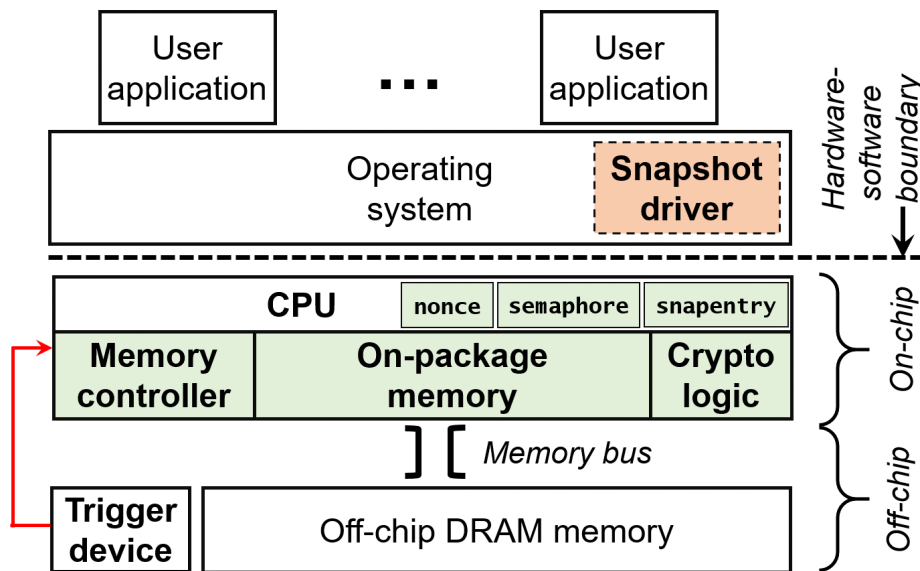 User
application
...
User
application
Operating
system
Snapshot
driver
Hardware-
software
boundary
CPU
nonce
semaphore
snapentry
Memory
controller
On-package
memory
Crypto
logic
On-chip
Memory bus
Trigger
device
Off-chip DRAM memory
Off-chip